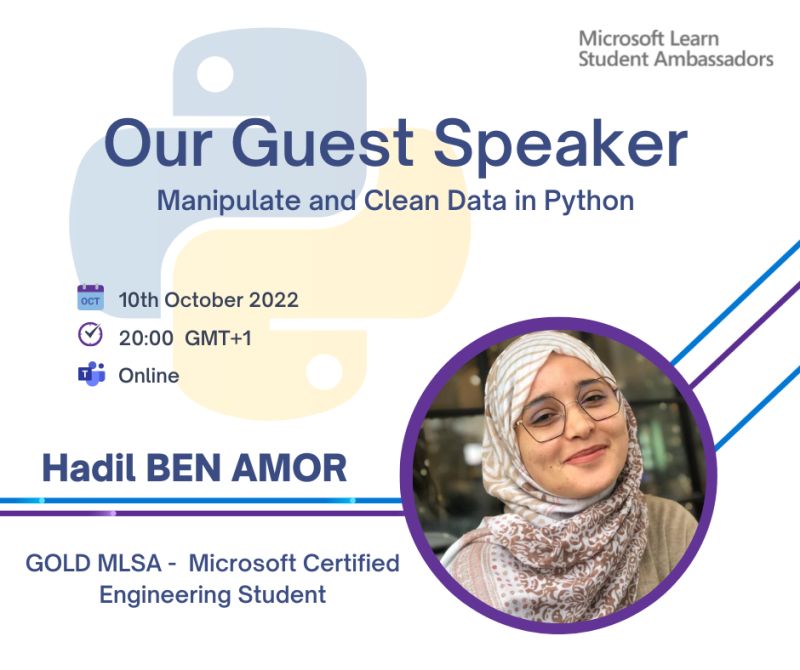 Microsoft Learn
Student Ambassadors
Our Guest Speaker
Manipulate and Clean Data in Python
OCT
10th October 2022
20:00 GMT+1
T
Online
Hadil BEN AMOR
GOLD MLSA - Microsoft Certified
Engineering Student